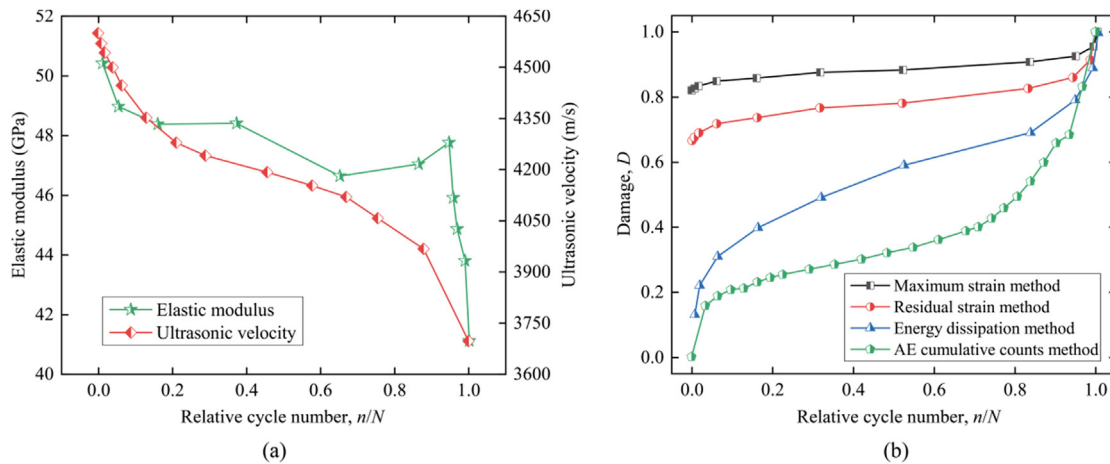 52
50
48
46
44
42
40
Elastic modulus (GPa)
4650
4500
4350
4200
4050
3900
3750
3600
Ultrasonic velocity (m/s)
Elastic modulus
Ultrasonic velocity
0.0 0.2 0.4 0.6 0.8 1.0
Relative cycle number, n/N
(a)
1.0
0.8
0.6
0.4
0.2
0.0
Damage, D
Maximum strain method
Residual strain method
Energy dissipation method
AE cumulative counts method
0.0 0.2 0.4 0.6 0.8 1.0
Relative cycle number, n/N
(b)